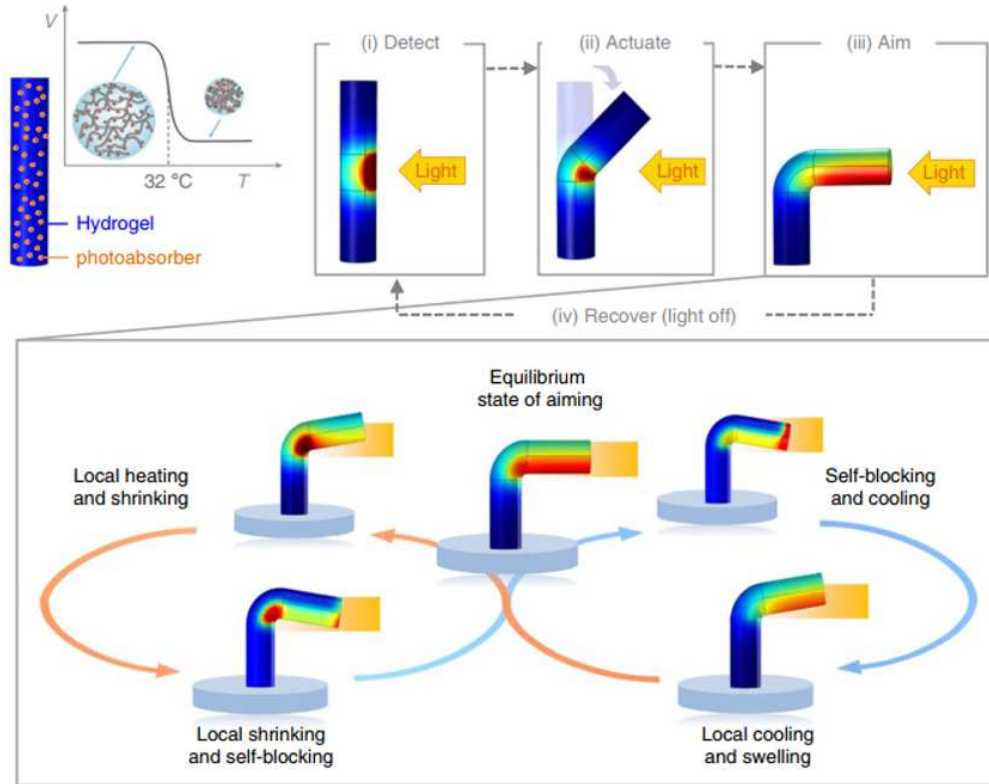 V
32 °C
T
Hydrogel
photoabsorber
(i) Detect
Light
(ii) Actuate
Light
(iii) Aim
Light
(iv) Recover (light off)
Equilibrium
state of aiming
Local heating
and shrinking
Self-blocking
and cooling
Local shrinking
and self-blocking
Local cooling
and swelling